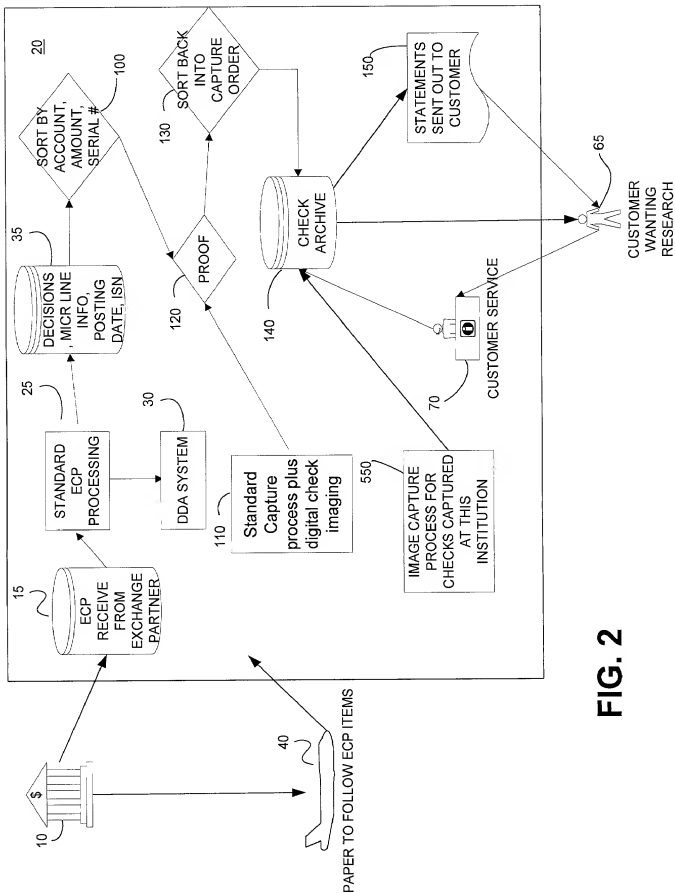 20
10
$
15
ECP
RECEIVE
FROM
EXCHANGE
PARTNER
25
STANDARD
ECP
PROCESSING
30
DDA SYSTEM
35
DECISIONS
, MICR LINE
INFO,
POSTING
DATE, ISN
100
SORT BY
ACCOUNT,
AMOUNT,
SERIAL #
40
PAPER TO FOLLOW ECP ITEMS
110
Standard
Capture
process plus
digital check
imaging
120
PROOF
130
SORT BACK
INTO
CAPTURE
ORDER
550
IMAGE CAPTURE
PROCESS FOR
CHECKS CAPTURED
AT THIS
INSTITUTION
140
CHECK
ARCHIVE
150
STATEMENTS
SENT OUT TO
CUSTOMER
70
i
CUSTOMER SERVICE
65
CUSTOMER
WANTING
RESEARCH
FIG. 2